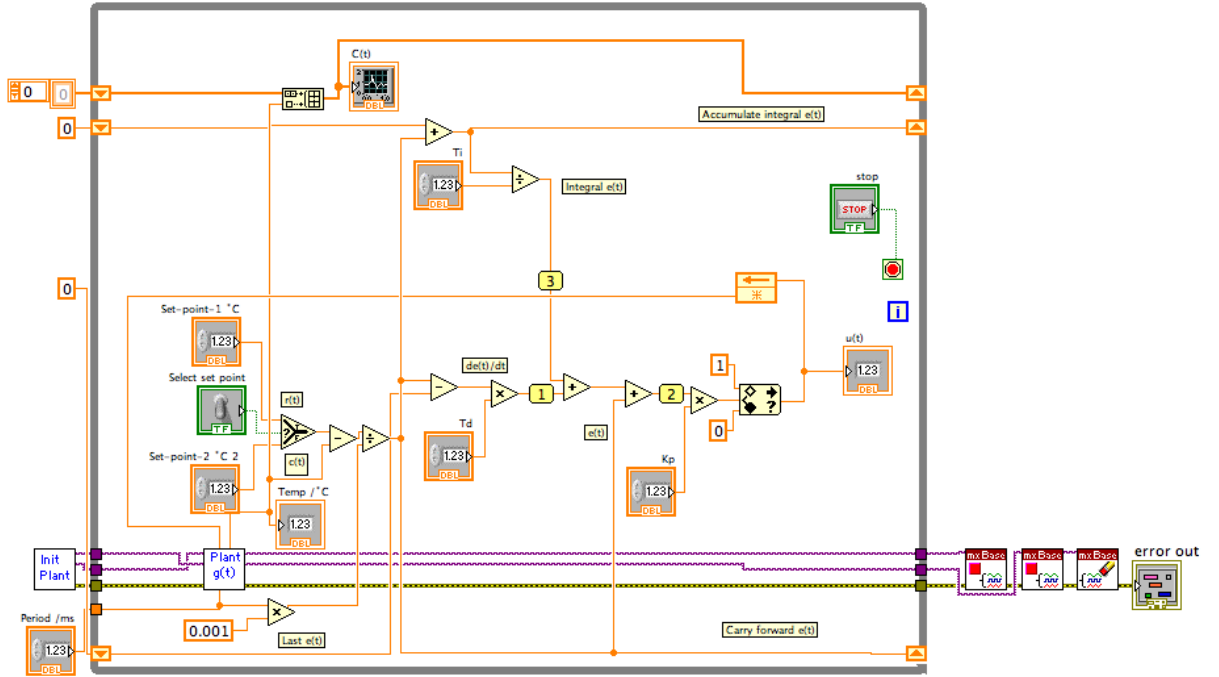 C(t)
DBL
0
0
Accumulate integral e(t)
0
+
Ti
1.23
DBL
÷
Integral e(t)
stop
STOP
TF
3
0
i
Set-point-1 °C
1.23
DBL
u(t)
1.23
DBL
de(t)/dt
1
Select set point
TF
r(t)
−
×
1
+
+
2
×
?
Td
e(t)
0
?
−
÷
c(t)
1.23
DBL
Set-point-2 °C 2
1.23
DBL
Kp
1.23
DBL
Temp /°C
1.23
DBL
Init
Plant
Plant
g(t)
mxBase
mxBase
mxBase
error out
Period /ms
1.23
DBL
×
0.001
Last e(t)
Carry forward e(t)